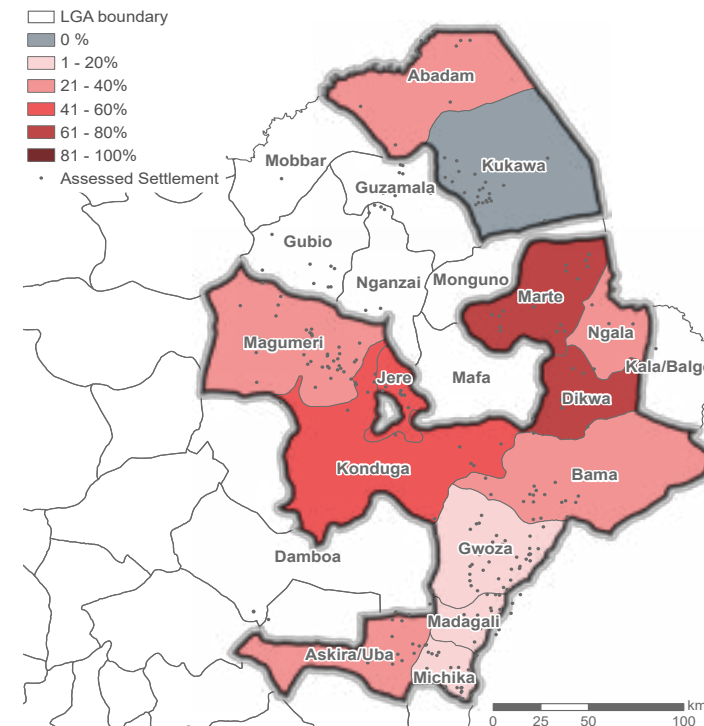 LGA boundary
0 %
1 - 20%
21 - 40%
41 - 60%
61 - 80%
81 - 100%
Assessed Settlement
Abadam
Kukawa
Mobbar
Guzamala
Gubio
Nganzai
Monguno
Marte
Ngala
Magumeri
Jere
Mafa
Kala/Balge
Dikwa
Konduga
Bama
Gwoza
Damboa
Madagali
Askira/Uba
Michika
km
0 25 50 100